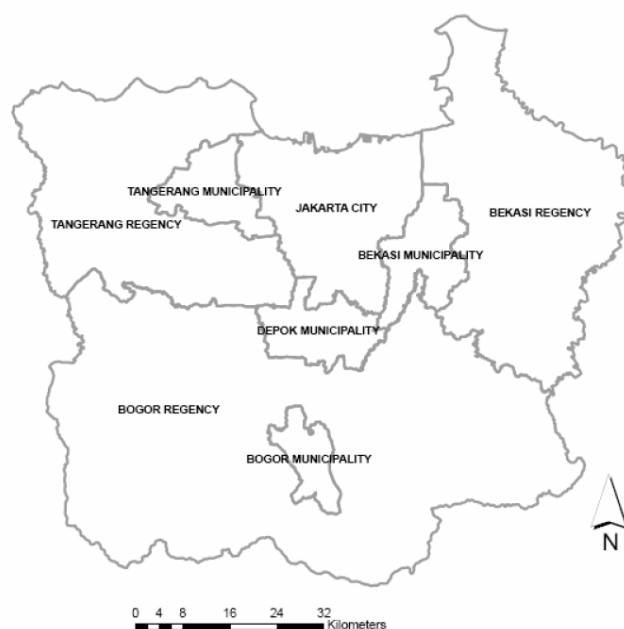 TANGERANG MUNICIPALITY
JAKARTA CITY
BEKASI REGENCY
TANGERANG REGENCY
BEKASI MUNICIPALITY
DEPOK MUNICIPALITY
BOGOR REGENCY
BOGOR MUNICIPALITY
N
0 4 8 16 24 32
Kilometers